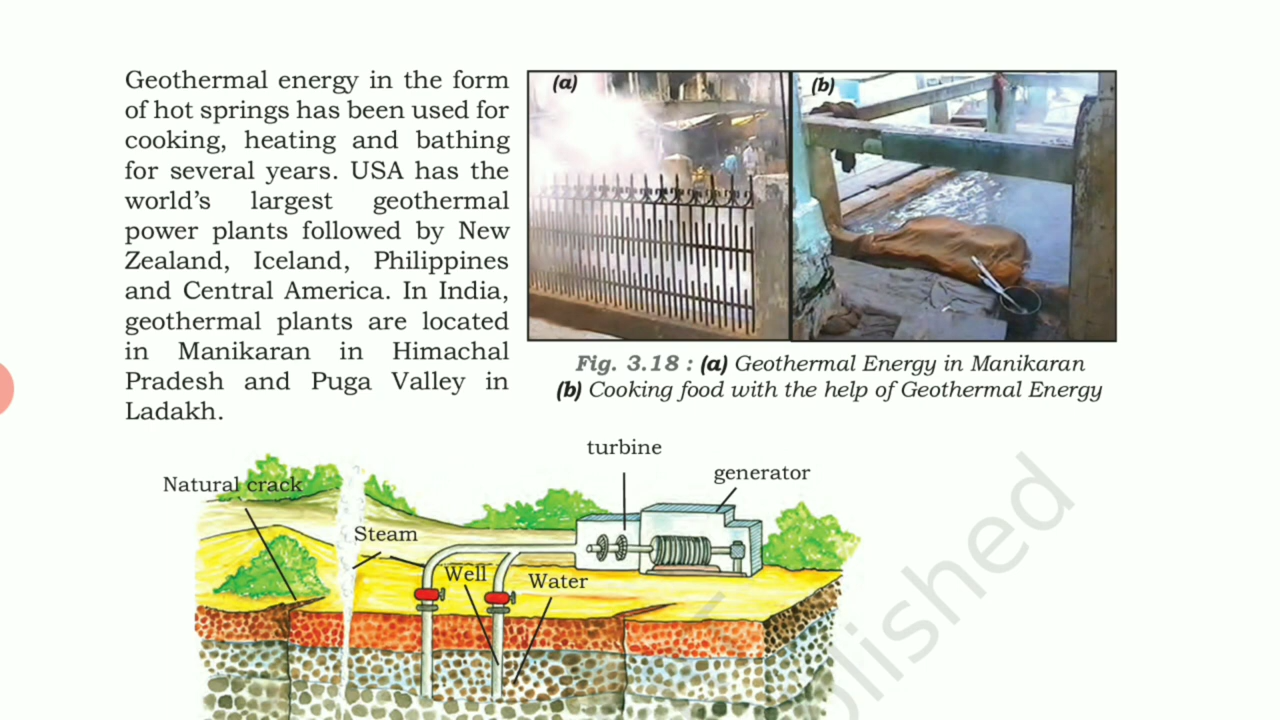 Geothermal energy in the form
of hot springs has been used for
cooking, heating and bathing
for several years. USA has the
world's largest geothermal
power plants followed by New
Zealand, Iceland, Philippines
and Central America. In India,
geothermal plants are located
in Manikaran in Himachal
Pradesh and Puga Valley in
Ladakh.
(a)
(b)
Fig. 3.18 : (a) Geothermal Energy in Manikaran
(b) Cooking food with the help of Geothermal Energy
turbine
generator
Natural crack
Steam
Well
Water